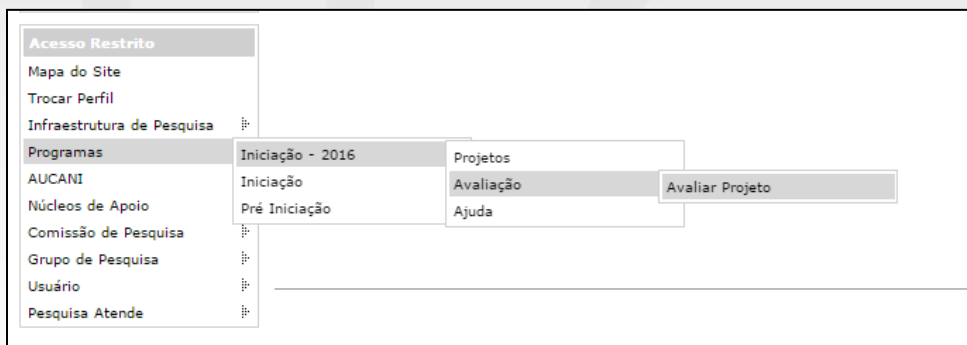 Acesso Restrito
Mapa do Site
Trocar Perfil
Infraestrutura de Pesquisa
Programas
AUCANI
Núcleos de Apoio
Comissão de Pesquisa
Grupo de Pesquisa
Usuário
Pesquisa Atende
Iniciação - 2016
Iniciação
Pré Iniciação
Projetos
Avaliação
Ajuda
Avaliar Projeto